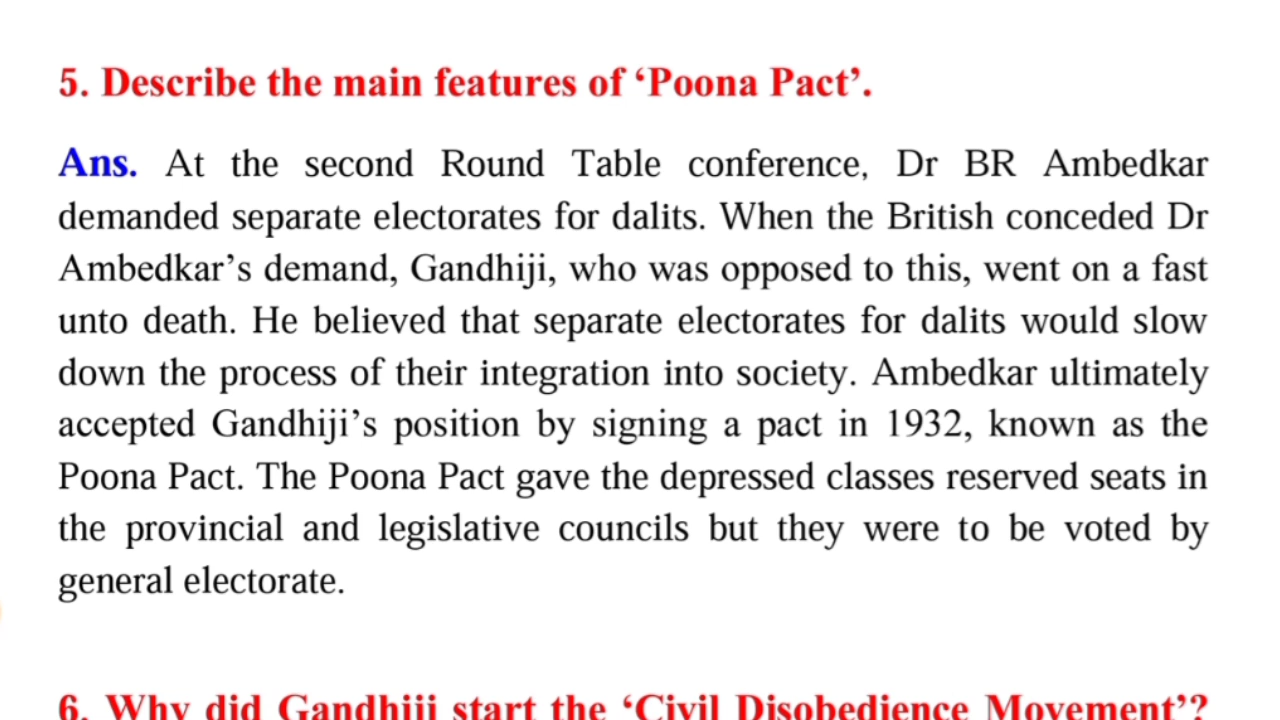 5. Describe the main features of ‘Poona Pact’.
Ans. At the second Round Table conference, Dr BR Ambedkar
demanded separate electorates for dalits. When the British conceded Dr
Ambedkar’s demand, Gandhiji, who was opposed to this, went on a fast
unto death. He believed that separate electorates for dalits would slow
down the process of their integration into society. Ambedkar ultimately
accepted Gandhiji’s position by signing a pact in 1932, known as the
Poona Pact. The Poona Pact gave the depressed classes reserved seats in
the provincial and legislative councils but they were to be voted by
general electorate.
6. Why did Gandhiji start the ‘Civil Disobedience Movement’?